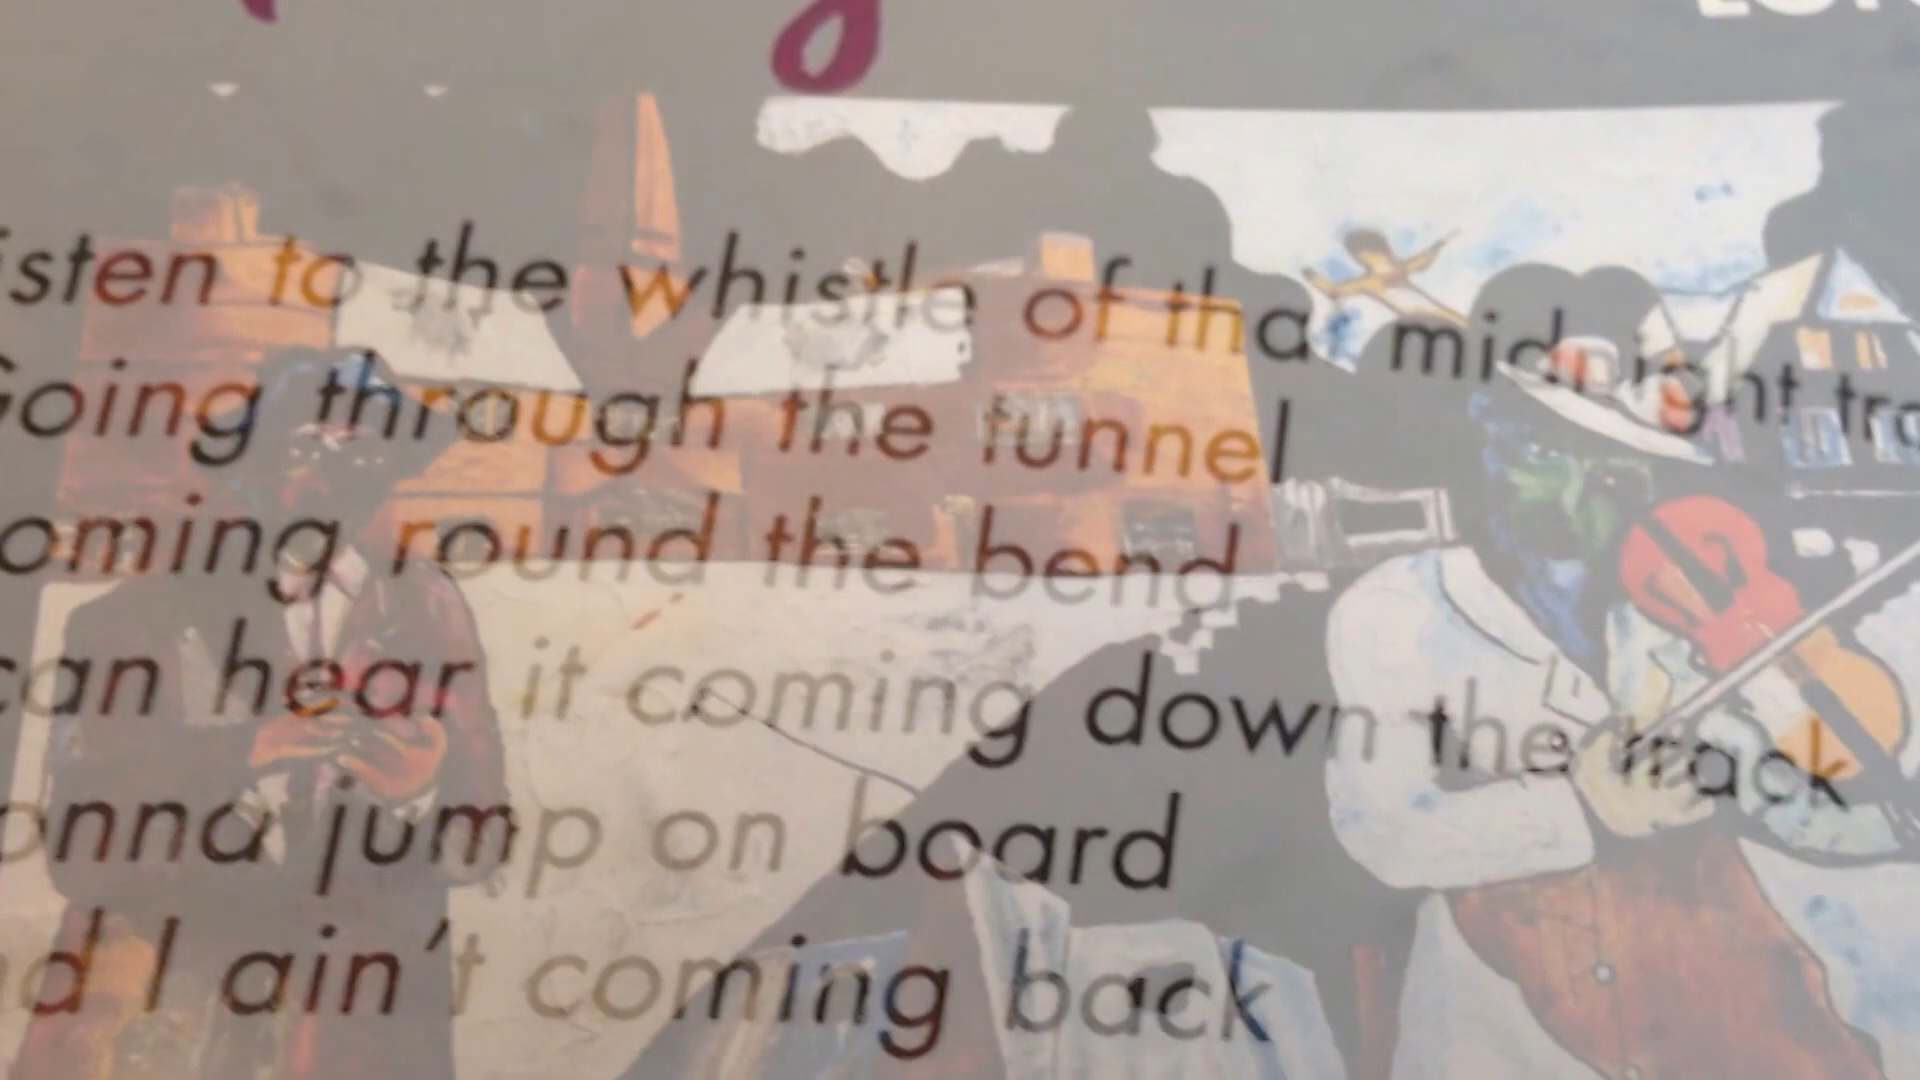 isten to the whistle of that midnight tra
Going through the tunnel
oming round the bend
can hear it coming down the track
onna jump on board
nd I ain't coming back